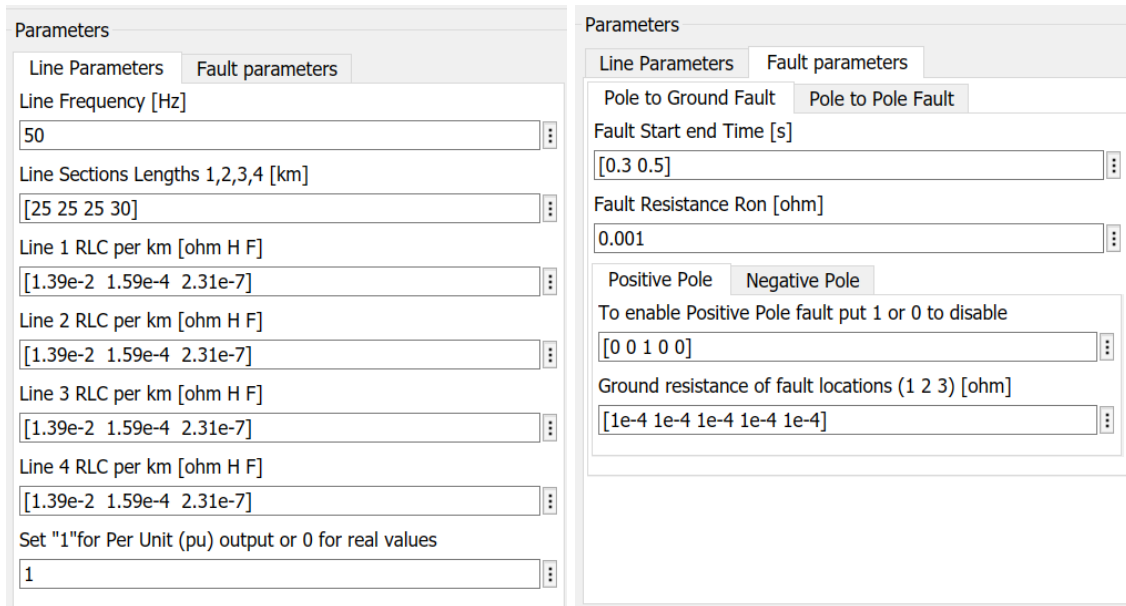 Parameters
Line Parameters Fault parameters
Line Frequency [Hz]
50
Line Sections Lengths 1,2,3,4 [km]
[25 25 25 30]
Line 1 RLC per km [ohm H F]
[1.39e-2 1.59e-4 2.31e-7]
Line 2 RLC per km [ohm H F]
[1.39e-2 1.59e-4 2.31e-7]
Line 3 RLC per km [ohm H F]
[1.39e-2 1.59e-4 2.31e-7]
Line 4 RLC per km [ohm H F]
[1.39e-2 1.59e-4 2.31e-7]
Set "1"for Per Unit (pu) output or 0 for real values
1
Parameters
Line Parameters Fault parameters
Pole to Ground Fault Pole to Pole Fault
Fault Start end Time [s]
[0.3 0.5]
Fault Resistance Ron [ohm]
0.001
Positive Pole Negative Pole
To enable Positive Pole fault put 1 or 0 to disable
[0 0 1 0 0]
Ground resistance of fault locations (1 2 3) [ohm]
[1e-4 1e-4 1e-4 1e-4 1e-4]